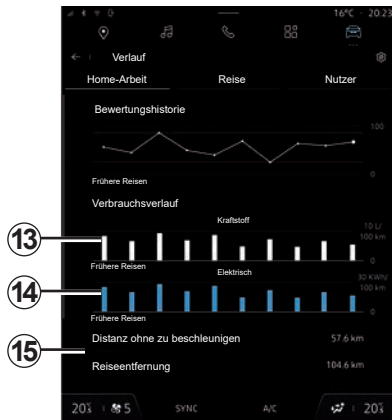 16°C · 20:23
Verlauf
Home-Arbeit Reise Nutzer
Bewertungshistorie
100
0
Frühere Reisen
Verbrauchsverlauf
Kraftstoff
10 L/
100 km
13
0
Frühere Reisen
Elektrisch
30 KWh/
100 km
14
0
Frühere Reisen
Distanz ohne zu beschleunigen 57.6 km
15
Reiseentfernung 104.6 km
5 SYNC A/C